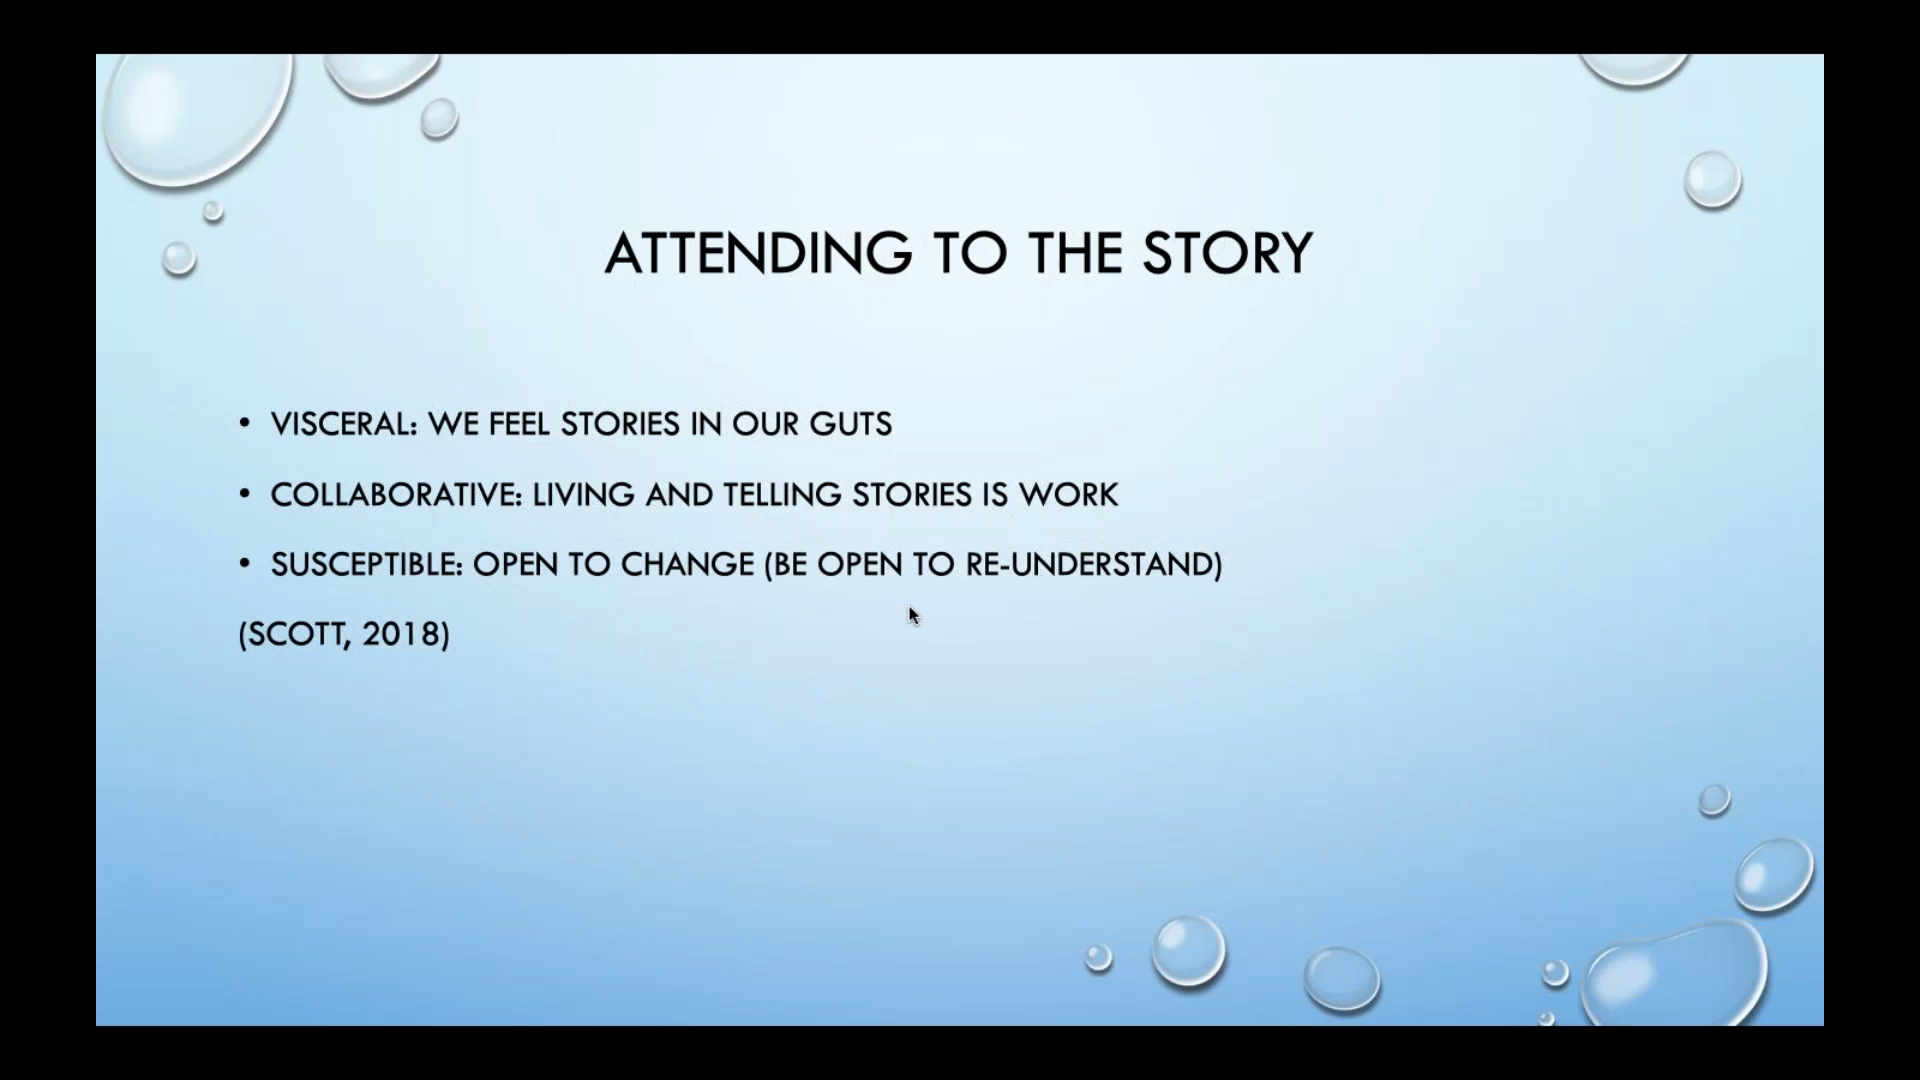 ATTENDING TO THE STORY
• VISCERAL: WE FEEL STORIES IN OUR GUTS
• COLLABORATIVE: LIVING AND TELLING STORIES IS WORK
• SUSCEPTIBLE: OPEN TO CHANGE (BE OPEN TO RE-UNDERSTAND)
(SCOTT, 2018)